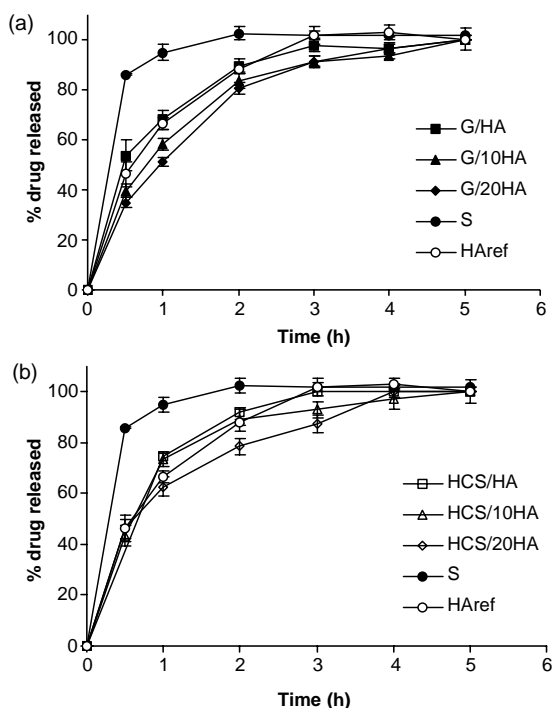 (a)
% drug released
100
80
60
40
20
0
G/HA
G/10HA
G/20HA
S
HAref
0 1 2 3 4 5 6
Time (h)
(b)
% drug released
100
80
60
40
20
0
HCS/HA
HCS/10HA
HCS/20HA
S
HAref
0 1 2 3 4 5 6
Time (h)